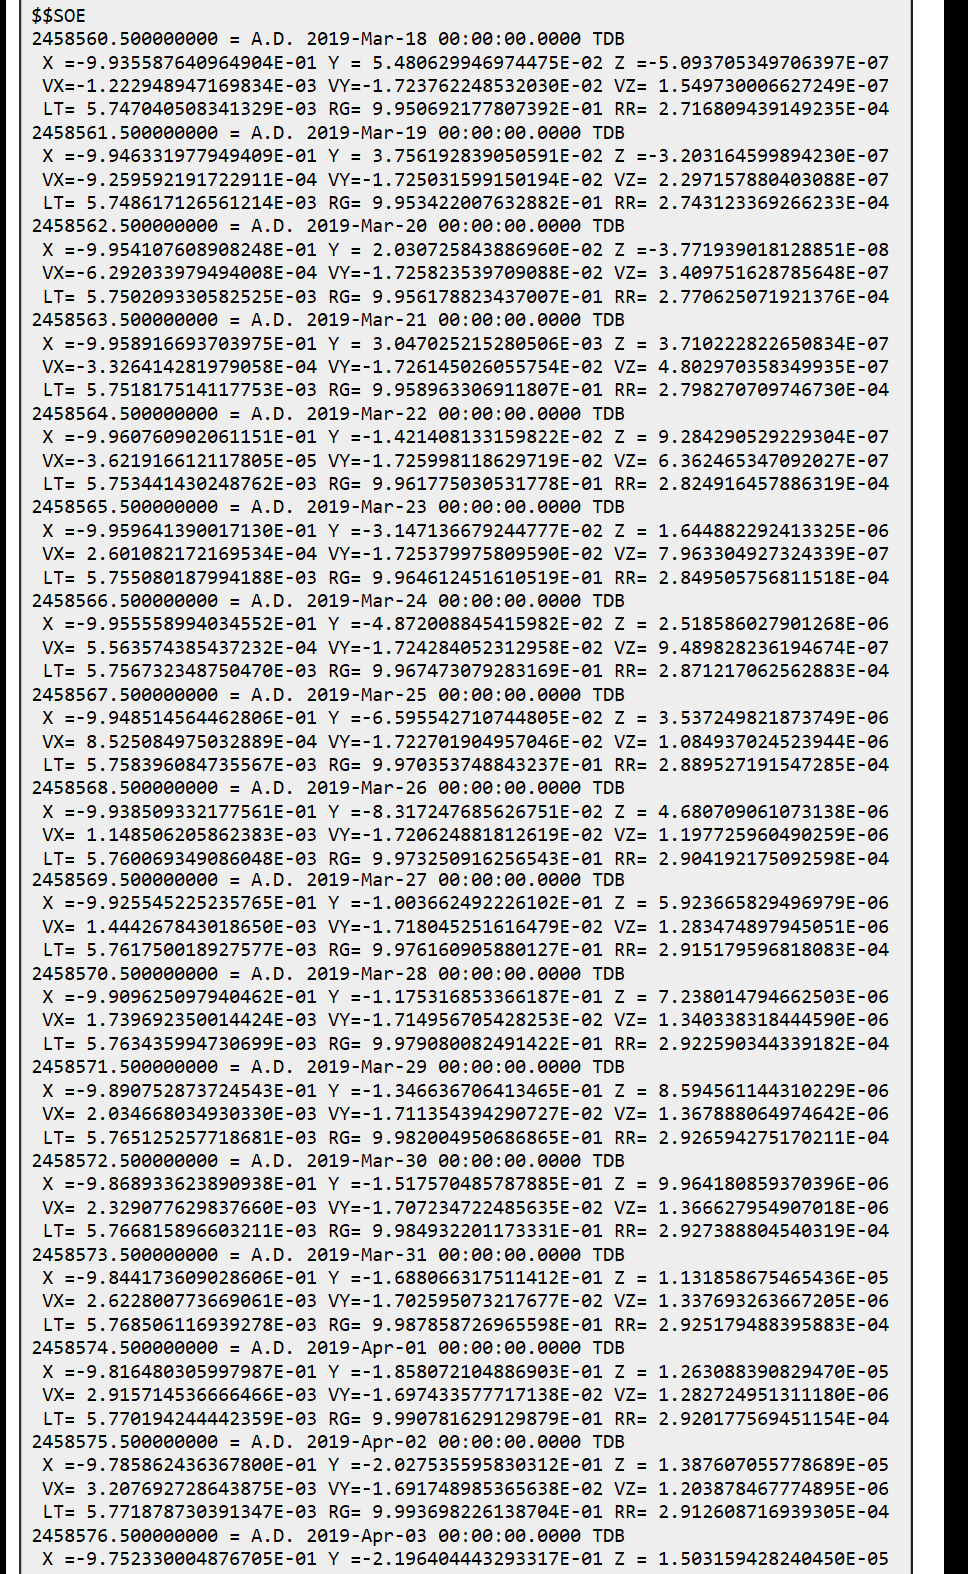 $$SOE
2458560.500000000 = A.D. 2019-Mar-18 00:00:00.0000 TDB
X =-9.935587640964904E-01 Y = 5.480629946974475E-02 Z =-5.093705349706397E-07
VX=-1.222948947169834E-03 VY=-1.723762248532030E-02 VZ= 1.549730006627249E-07
LT= 5.747040508341329E-03 RG= 9.950692177807392E-01 RR= 2.716809439149235E-04
2458561.500000000 = A.D. 2019-Mar-19 00:00:00.0000 TDB
X =-9.946331977949409E-01 Y = 3.756192839050591E-02 Z =-3.203164599894230E-07
VX=-9.259592191722911E-04 VY=-1.725031599150194E-02 VZ= 2.297157880403088E-07
LT= 5.748617126561214E-03 RG= 9.953422007632882E-01 RR= 2.743123369266233E-04
2458562.500000000 = A.D. 2019-Mar-20 00:00:00.0000 TDB
X =-9.954107608908248E-01 Y = 2.030725843886960E-02 Z =-3.771939018128851E-08
VX=-6.292033979494008E-04 VY=-1.725823539709088E-02 VZ= 3.409751628785648E-07
LT= 5.750209330582525E-03 RG= 9.956178823437007E-01 RR= 2.770625071921376E-04
2458563.500000000 = A.D. 2019-Mar-21 00:00:00.0000 TDB
X =-9.958916693703975E-01 Y = 3.047025215280506E-03 Z = 3.710222822650834E-07
VX=-3.326414281979058E-04 VY=-1.726145026055754E-02 VZ= 4.802970358349935E-07
LT= 5.751817514117753E-03 RG= 9.958963306911807E-01 RR= 2.798270709746730E-04
2458564.500000000 = A.D. 2019-Mar-22 00:00:00.0000 TDB
X =-9.960760902061151E-01 Y =-1.421408133159822E-02 Z = 9.284290529229304E-07
VX=-3.621916612117805E-05 VY=-1.725998118629719E-02 VZ= 6.362465347092027E-07
LT= 5.753441430248762E-03 RG= 9.961775030531778E-01 RR= 2.824916457886319E-04
2458565.500000000 = A.D. 2019-Mar-23 00:00:00.0000 TDB
X =-9.959641390017130E-01 Y =-3.147136679244777E-02 Z = 1.644882292413325E-06
VX= 2.601082172169534E-04 VY=-1.725379975809590E-02 VZ= 7.963304927324339E-07
LT= 5.755080187994188E-03 RG= 9.964612451610519E-01 RR= 2.849505756811518E-04
2458566.500000000 = A.D. 2019-Mar-24 00:00:00.0000 TDB
X =-9.955558994034552E-01 Y =-4.872008845415982E-02 Z = 2.518586027901268E-06
VX= 5.563574385437232E-04 VY=-1.724284052312958E-02 VZ= 9.489828236194674E-07
LT= 5.756732348750470E-03 RG= 9.967473079283169E-01 RR= 2.871217062562883E-04
2458567.500000000 = A.D. 2019-Mar-25 00:00:00.0000 TDB
X =-9.948514564462806E-01 Y =-6.595542710744805E-02 Z = 3.537249821873749E-06
VX= 8.525084975032889E-04 VY=-1.722701904957046E-02 VZ= 1.084937024523944E-06
LT= 5.758396084735567E-03 RG= 9.970353748843237E-01 RR= 2.889527191547285E-04
2458568.500000000 = A.D. 2019-Mar-26 00:00:00.0000 TDB
X =-9.938509332177561E-01 Y =-8.317247685626751E-02 Z = 4.680709061073138E-06
VX= 1.148506205862383E-03 VY=-1.720624881812619E-02 VZ= 1.197725960490259E-06
LT= 5.760069349086048E-03 RG= 9.973250916256543E-01 RR= 2.904192175092598E-04
2458569.500000000 = A.D. 2019-Mar-27 00:00:00.0000 TDB
X =-9.925545225235765E-01 Y =-1.003662492226102E-01 Z = 5.923665829496979E-06
VX= 1.444267843018650E-03 VY=-1.718045251616479E-02 VZ= 1.283474897945051E-06
LT= 5.761750018927577E-03 RG= 9.976160905880127E-01 RR= 2.915179596818083E-04
2458570.500000000 = A.D. 2019-Mar-28 00:00:00.0000 TDB
X =-9.909625097940462E-01 Y =-1.175316853366187E-01 Z = 7.238014794662503E-06
VX= 1.739692350014424E-03 VY=-1.714956705428253E-02 VZ= 1.340338318444590E-06
LT= 5.763435994730699E-03 RG= 9.979080082491422E-01 RR= 2.922590344339182E-04
2458571.500000000 = A.D. 2019-Mar-29 00:00:00.0000 TDB
X =-9.890752873724543E-01 Y =-1.346636706413465E-01 Z = 8.594561144310229E-06
VX= 2.034668034930330E-03 VY=-1.711354394290727E-02 VZ= 1.367888064974642E-06
LT= 5.765125257718681E-03 RG= 9.982004950686865E-01 RR= 2.926594275170211E-04
2458572.500000000 = A.D. 2019-Mar-30 00:00:00.0000 TDB
X =-9.868933623890938E-01 Y =-1.517570485787885E-01 Z = 9.964180859370396E-06
VX= 2.329077629837660E-03 VY=-1.707234722485635E-02 VZ= 1.366627954907018E-06
LT= 5.766815896603211E-03 RG= 9.984932201173331E-01 RR= 2.927388804540319E-04
2458573.500000000 = A.D. 2019-Mar-31 00:00:00.0000 TDB
X =-9.844173609028606E-01 Y =-1.688066317511412E-01 Z = 1.131858675465436E-05
VX= 2.622800773669061E-03 VY=-1.702595073217677E-02 VZ= 1.337693263667205E-06
LT= 5.768506116939278E-03 RG= 9.987858726965598E-01 RR= 2.925179488395883E-04
2458574.500000000 = A.D. 2019-Apr-01 00:00:00.0000 TDB
X =-9.816480305997987E-01 Y =-1.858072104886903E-01 Z = 1.263088390829470E-05
VX= 2.915714536666466E-03 VY=-1.697433577717138E-02 VZ= 1.282724951311180E-06
LT= 5.770194244442359E-03 RG= 9.990781629129879E-01 RR= 2.920177569451154E-04
2458575.500000000 = A.D. 2019-Apr-02 00:00:00.0000 TDB
X =-9.785862436367800E-01 Y =-2.027535595830312E-01 Z = 1.387607055778689E-05
VX= 3.207692728643875E-03 VY=-1.691748985365638E-02 VZ= 1.203878467774895E-06
LT= 5.771878730391347E-03 RG= 9.993698226138704E-01 RR= 2.912608716939305E-04
2458576.500000000 = A.D. 2019-Apr-03 00:00:00.0000 TDB
X =-9.752330004876705E-01 Y =-2.196404443293317E-01 Z = 1.503159428240450E-05